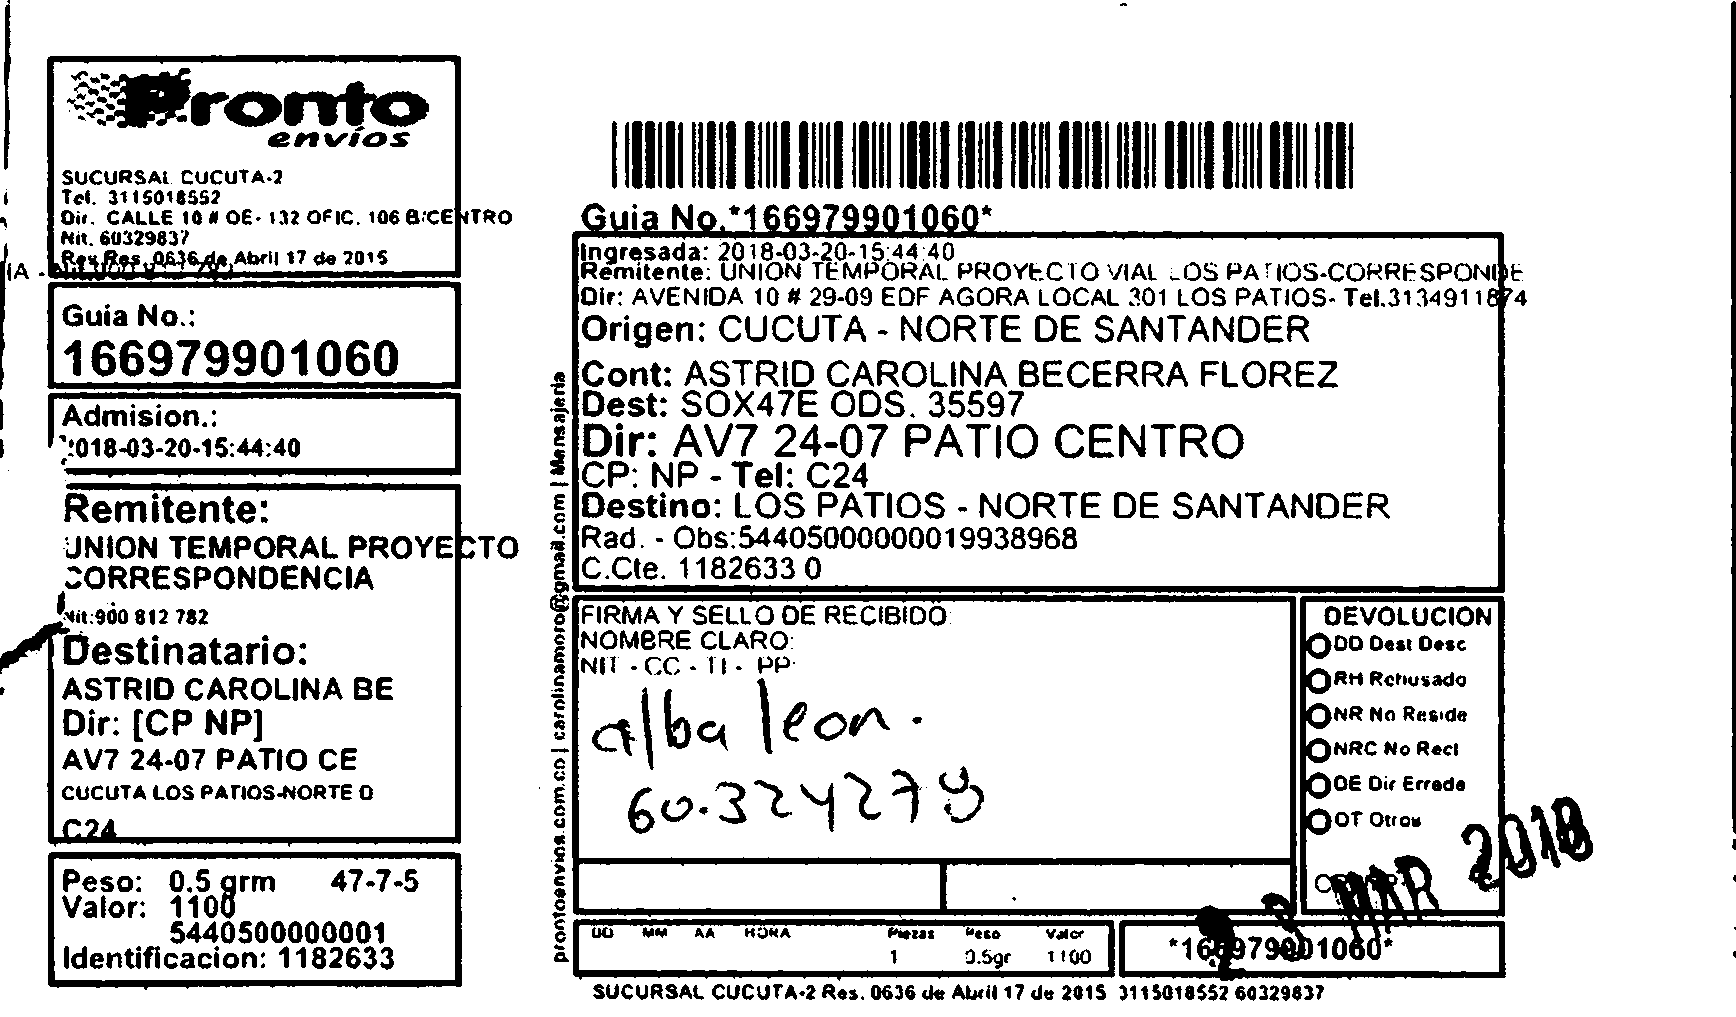 Pronto
envíos
SUCURSAL CUCUTA-2
Tel. 3115018552
Dir. CALLE 10 # OE- 132 OFIC. 106 B/CENTRO
Nit. 60329837
Rev Res. 0636 de Abril 17 de 2015
Guia No.:
166979901060
Admision.:
2018-03-20-15:44:40
Remitente:
UNION TEMPORAL PROYECTO
CORRESPONDENCIA
Nit:900 812 782
Destinatario:
ASTRID CAROLINA BE
Dir: [CP NP]
AV7 24-07 PATIO CE
CUCUTA LOS PATIOS-NORTE D
C24
Peso: 0.5 grm 47-7-5
Valor: 1100
5440500000001
Identificacion: 1182633
prontoenvios.com.co | carolinamoro@gmail.com | Mensajeria
Guia No.*166979901060*
Ingresada: 2018-03-20-15:44:40
Remitente: UNION TEMPORAL PROYECTO VIAL LOS PATIOS-CORRESPONDE
Dir: AVENIDA 10 # 29-09 EDF AGORA LOCAL 301 LOS PATIOS- Tel.3134911874
Origen: CUCUTA - NORTE DE SANTANDER
Cont: ASTRID CAROLINA BECERRA FLOREZ
Dest: SOX47E ODS. 35597
Dir: AV7 24-07 PATIO CENTRO
CP: NP - Tel: C24
Destino: LOS PATIOS - NORTE DE SANTANDER
Rad. - Obs:54405000000019938968
C.Cte. 1182633 0
FIRMA Y SELLO DE RECIBIDO:
NOMBRE CLARO:
NIT - CC - TI - PP:
alba leon.
60.324278
DEVOLUCION
DD Dest Desc
RH Rehusado
NR No Reside
NRC No Recl
DE Dir Errada
OT Otros
MAR 2018
DD MM AA HORA Piezas Peso Valor
1 0.5gr 1100
*166979901060*
SUCURSAL CUCUTA-2 Res. 0636 de Abril 17 de 2015 3115018552 60329837